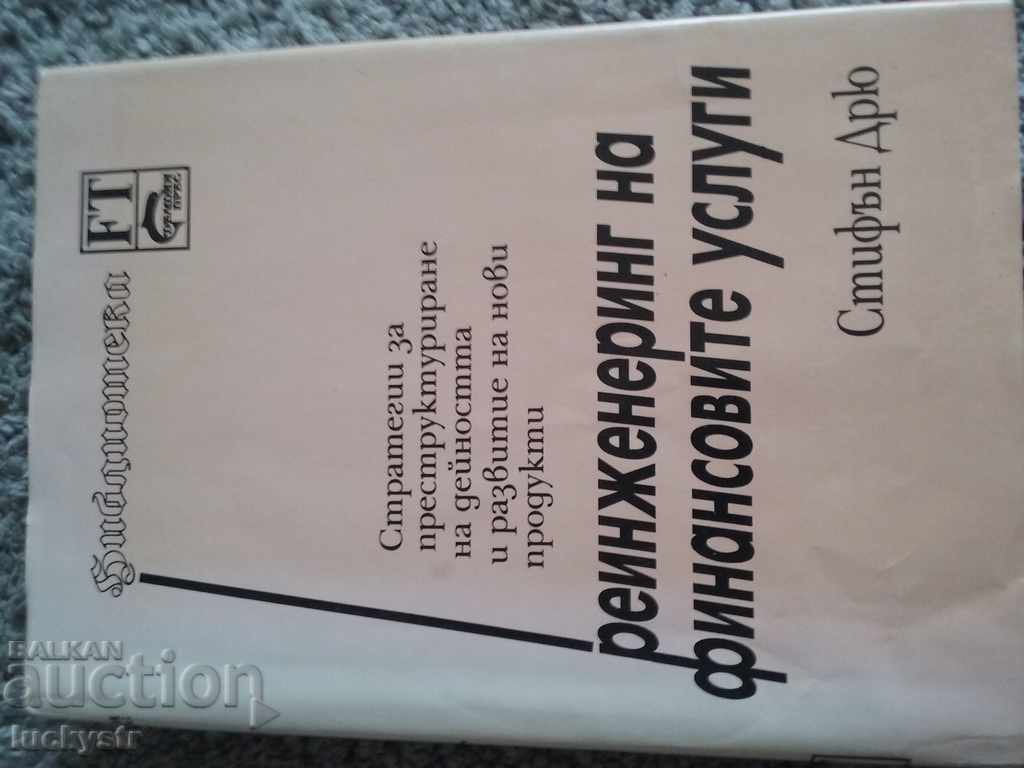 Библиотека
FT
Стратегии за
преструктуриране
на дейността
и развитие на нови
продукти
реинженеринг на
финансовите услуги
Стифън Дрю
BALKAN
auction
luckystr